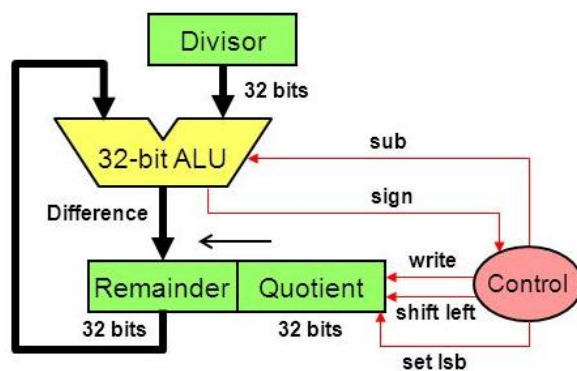 Divisor
32 bits
32-bit ALU
sub
sign
Difference
write
Remainder
Quotient
Control
shift left
32 bits
32 bits
set lsb